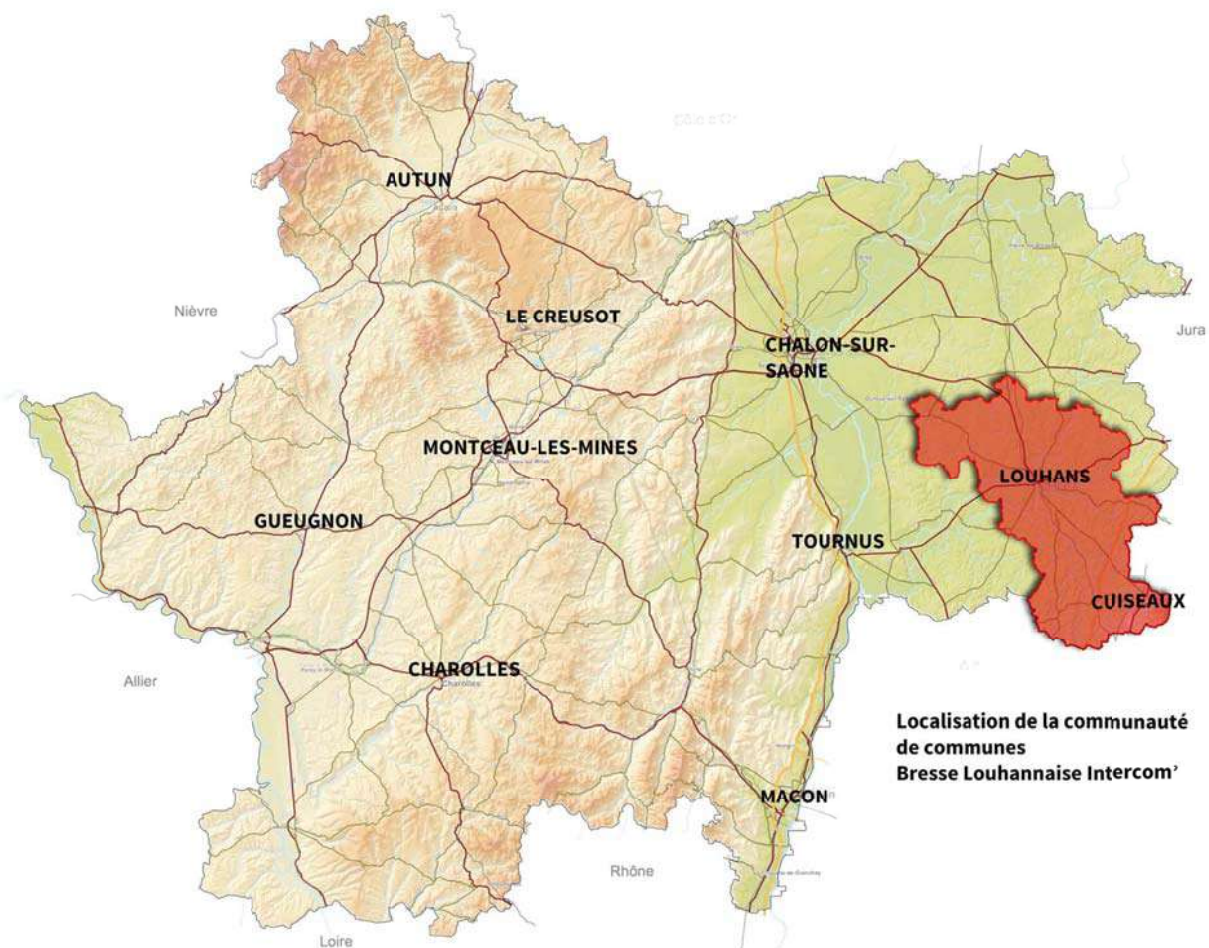 AUTUN
Nièvre
LE CREUSOT
CHALON-SUR-
SAONE
Jura
MONTCEAU-LES-MINES
LOUHANS
GUEUGNON
TOURNUS
CUISEAUX
Allier
CHAROLLES
Charolles
Localisation de la communauté
de communes
Bresse Louhannaise Intercom'
MACON
Rhône
Loire